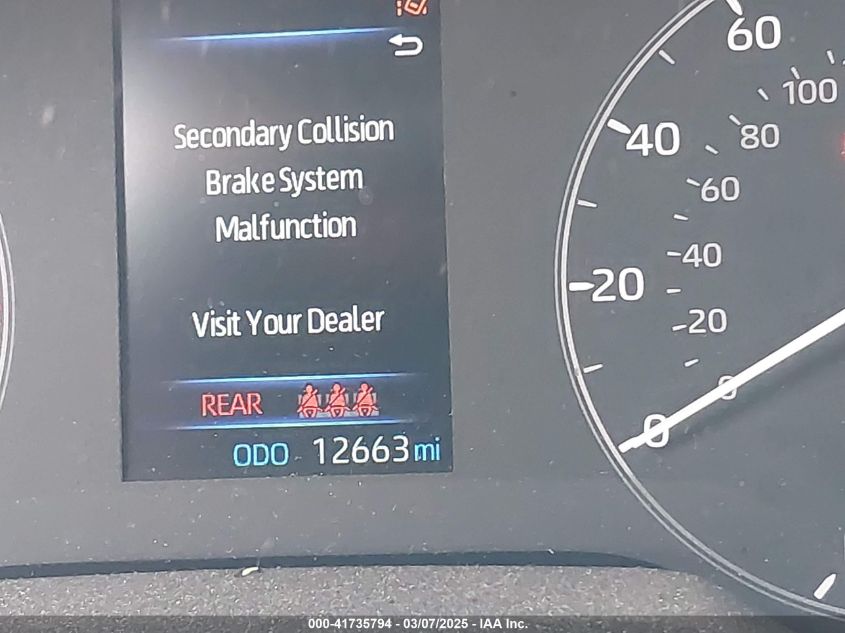 Secondary Collision
Brake System
Malfunction
Visit Your Dealer
REAR
ODO 12663 mi
60
40
20
0
100
80
60
40
20
0
000-41735794 - 03/07/2025 - IAA Inc.